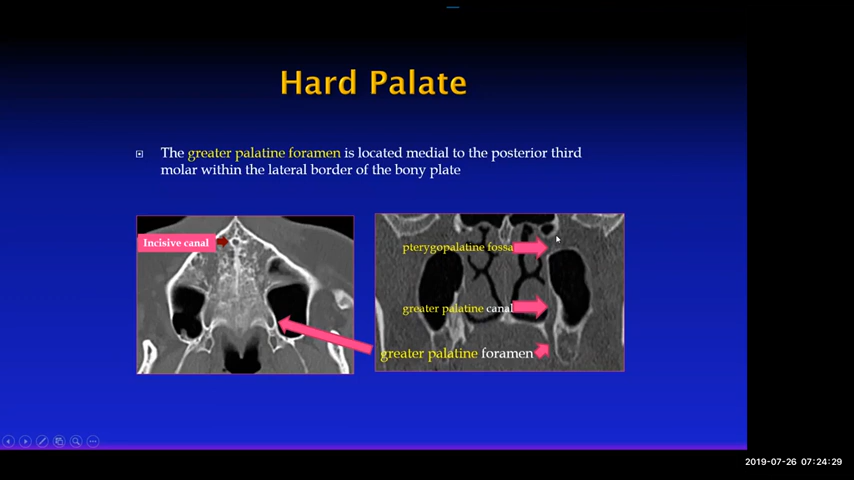 Hard Palate
The greater palatine foramen is located medial to the posterior third
molar within the lateral border of the bony plate
Incisive canal
pterygopalatine fossa
greater palatine canal
greater palatine foramen
2019-07-26 07:24:29